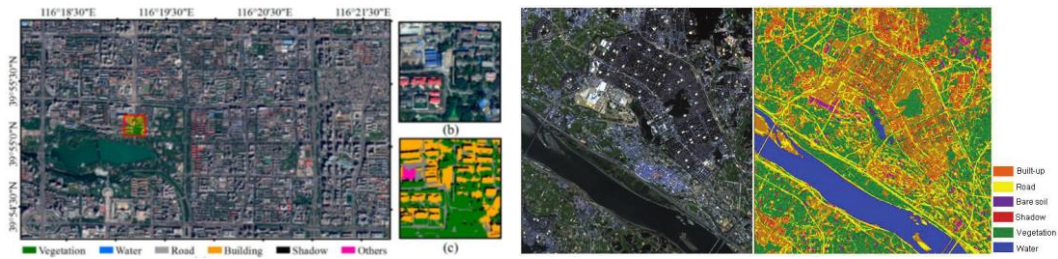 116°18'30"E 116°19'30"E 116°20'30"E 116°21'30"E
39°55'30"N
39°55'0"N
39°54'30"N
(b)
(c)
Vegetation Water Road Building Shadow Others
Built-up
Road
Bare soil
Shadow
Vegetation
Water